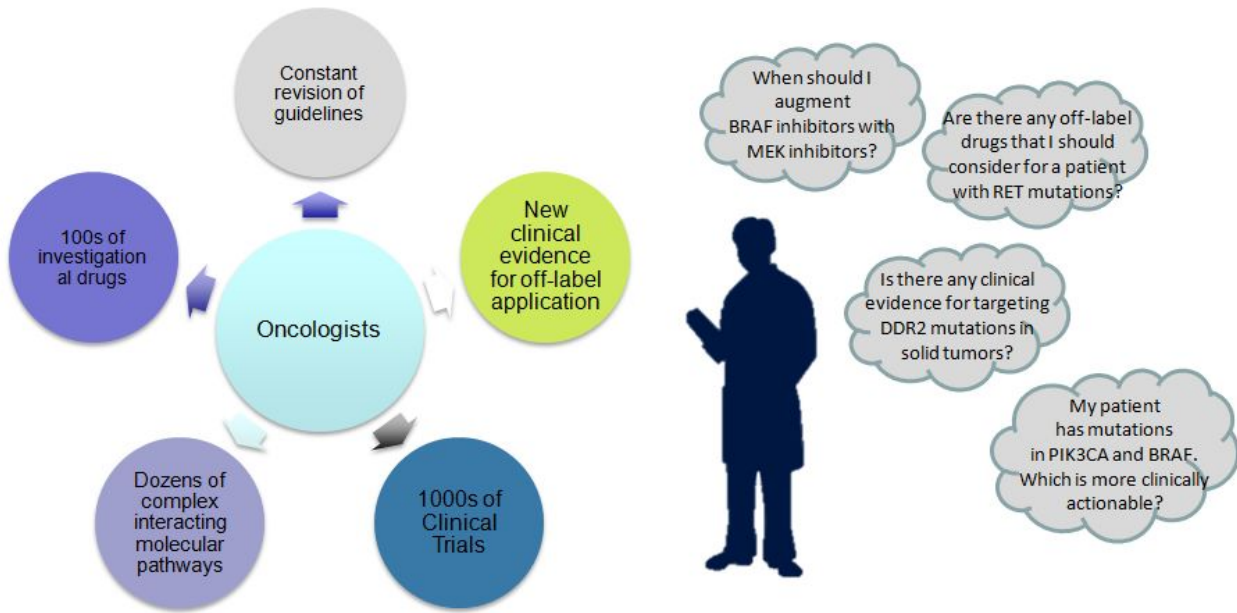 Constant
revision of
guidelines
100s of
investigation
al drugs
New
clinical
evidence
for off-label
application
Oncologists
Dozens of
complex
interacting
molecular
pathways
1000s of
Clinical
Trials
When should I
augment
BRAF inhibitors with
MEK inhibitors?
Are there any off-label
drugs that I should
consider for a patient
with RET mutations?
Is there any clinical
evidence for targeting
DDR2 mutations in
solid tumors?
My patient
has mutations
in PIK3CA and BRAF.
Which is more clinically
actionable?